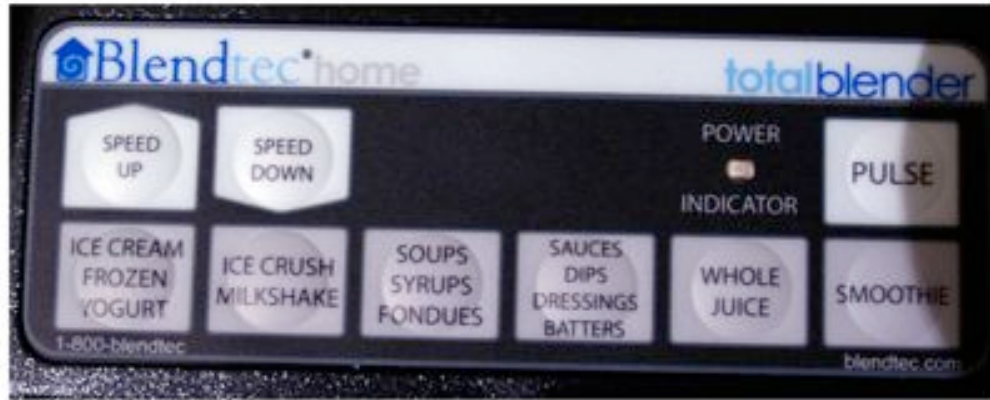 Blendtec home
totalblender
SPEED
UP
SPEED
DOWN
POWER
INDICATOR
PULSE
ICE CREAM
FROZEN
YOGURT
ICE CRUSH
MILKSHAKE
SOUPS
SYRUPS
FONDUES
SAUCES
DIPS
DRESSINGS
BATTERS
WHOLE
JUICE
SMOOTHIE
1-800-blendtec
blendtec.com